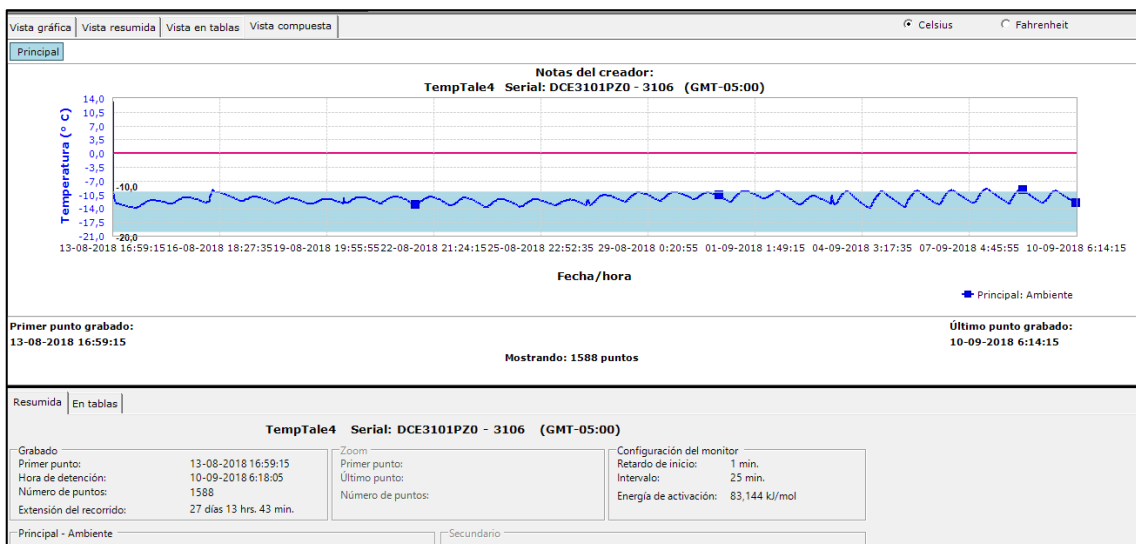 Vista gráfica Vista resumida Vista en tablas Vista compuesta Celsius Fahrenheit
Principal
Notas del creador:
TempTale4 Serial: DCE3101PZ0 - 3106 (GMT-05:00)
Temperatura (° C)
14,0
10,5
7,0
3,5
0,0
-3,5
-7,0
-10,0
-10,5
-14,0
-17,5
-21,0
-20,0
13-08-2018 16:59:15 16-08-2018 18:27:35 19-08-2018 19:55:55 22-08-2018 21:24:15 25-08-2018 22:52:35 29-08-2018 0:20:55 01-09-2018 1:49:15 04-09-2018 3:17:35 07-09-2018 4:45:55 10-09-2018 6:14:15
Fecha/hora
Principal: Ambiente
Primer punto grabado: Último punto grabado:
13-08-2018 16:59:15 10-09-2018 6:14:15
Mostrando: 1588 puntos
Resumida En tablas
TempTale4 Serial: DCE3101PZ0 - 3106 (GMT-05:00)
Grabado
Primer punto: 13-08-2018 16:59:15
Hora de detención: 10-09-2018 6:18:05
Número de puntos: 1588
Extensión del recorrido: 27 días 13 hrs. 43 min.
Zoom
Primer punto:
Último punto:
Número de puntos:
Configuración del monitor
Retardo de inicio: 1 min.
Intervalo: 25 min.
Energía de activación: 83,144 kJ/mol
Principal - Ambiente Secundario